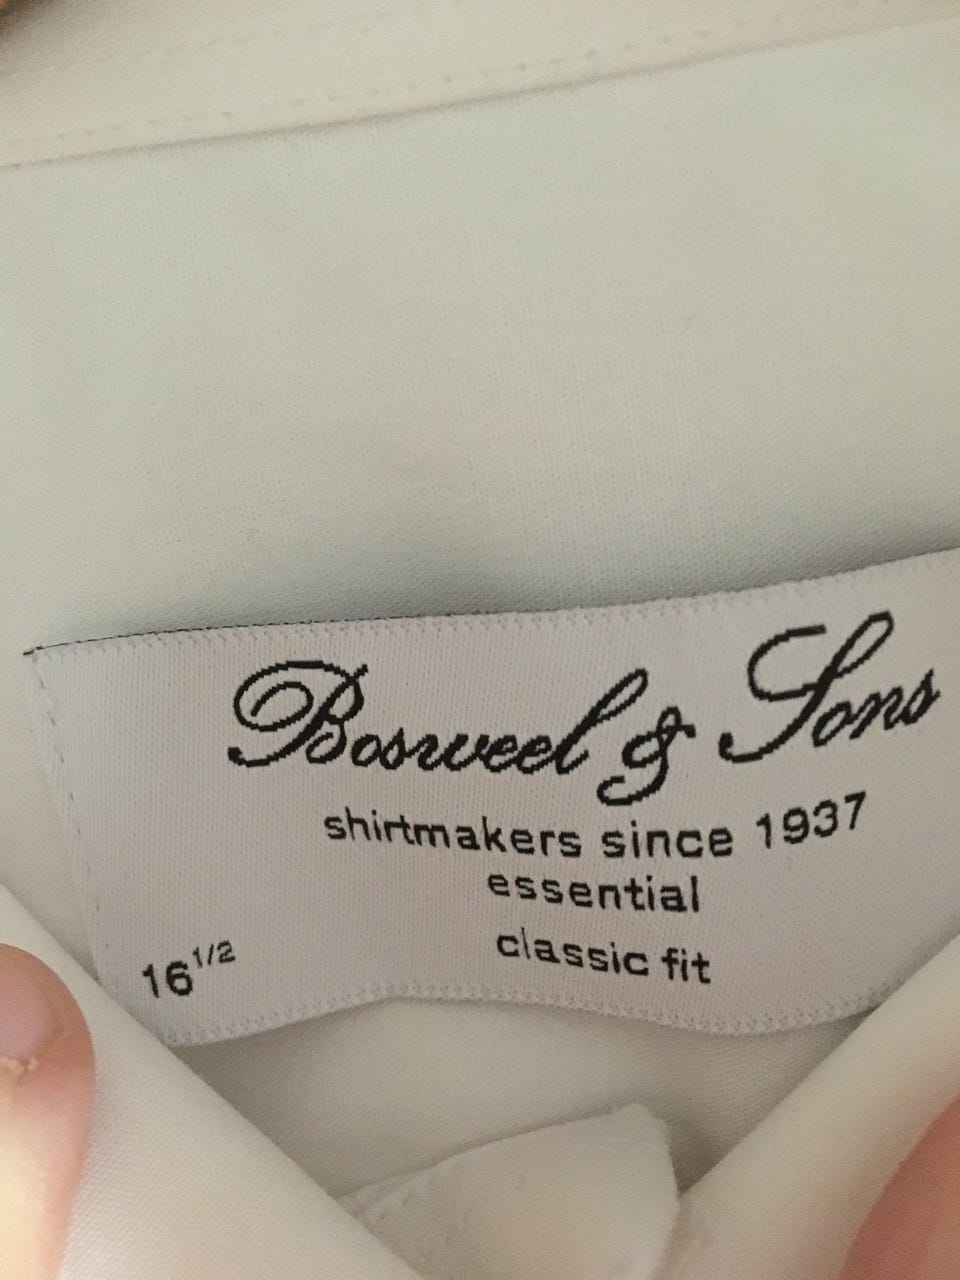 Bosweel & Sons
shirtmakers since 1937
essential
classic fit
16 1/2